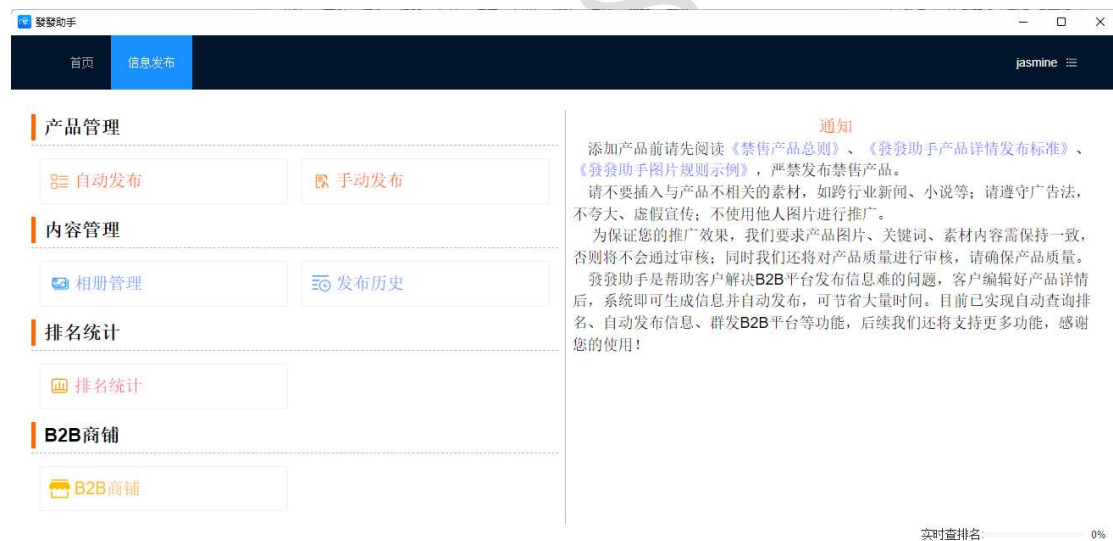 發發助手
首页 信息发布 jasmine
产品管理
自动发布 手动发布
内容管理
相册管理 发布历史
排名统计
排名统计
B2B商铺
B2B商铺
通知
添加产品前请先阅读《禁售产品总则》、《發發助手产品详情发布标准》、
《發發助手图片规则示例》，严禁发布禁售产品。
请不要插入与产品不相关的素材，如跨行业新闻、小说等；请遵守广告法，
不夸大、虚假宣传；不使用他人图片进行推广。
为保证您的推广效果，我们要求产品图片、关键词、素材内容需保持一致，
否则将不会通过审核；同时我们还将对产品质量进行审核，请确保产品质量。
發發助手是帮助客户解决B2B平台发布信息难的问题，客户编辑好产品详情
后，系统即可生成信息并自动发布，可节省大量时间。目前已实现自动查询排
名、自动发布信息、群发B2B平台等功能，后续我们还将支持更多功能，感谢
您的使用！
实时查排名: 0%